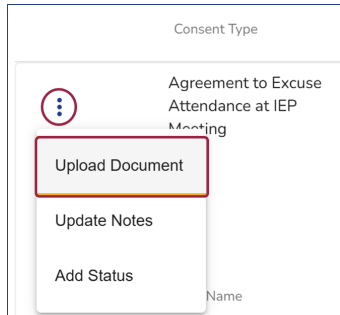 Consent Type
Agreement to Excuse
Attendance at IEP
Meeting
Upload Document
Update Notes
Add Status
Name